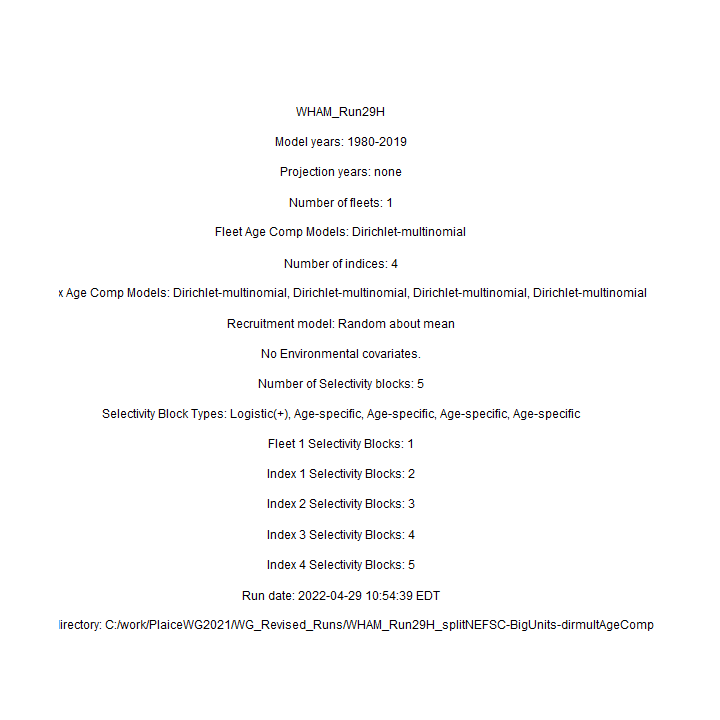 WHAM_Run29H
Model years: 1980-2019
Projection years: none
Number of fleets: 1
Fleet Age Comp Models: Dirichlet-multinomial
Number of indices: 4
x Age Comp Models: Dirichlet-multinomial, Dirichlet-multinomial, Dirichlet-multinomial, Dirichlet-multinomial
Recruitment model: Random about mean
No Environmental covariates.
Number of Selectivity blocks: 5
Selectivity Block Types: Logistic(+), Age-specific, Age-specific, Age-specific, Age-specific
Fleet 1 Selectivity Blocks: 1
Index 1 Selectivity Blocks: 2
Index 2 Selectivity Blocks: 3
Index 3 Selectivity Blocks: 4
Index 4 Selectivity Blocks: 5
Run date: 2022-04-29 10:54:39 EDT
irectory: C:/work/PlaiceWG2021/WG_Revised_Runs/WHAM_Run29H_splitNEFSC-BigUnits-dirmultAgeComp